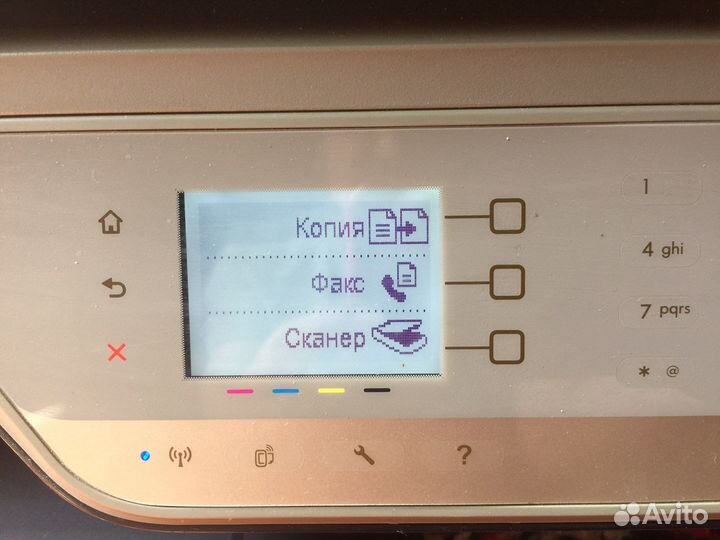 Копия
Факс
Сканер
1
4 ghi
7 pqrs
* @
?
Avito